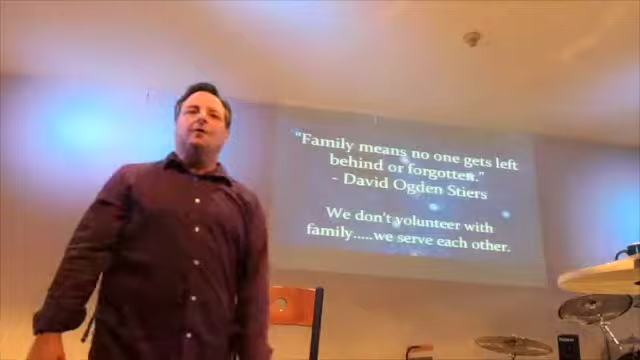 "Family means no one gets left
behind or forgotten."
- David Ogden Stiers
We don't volunteer with
family.....we serve each other.